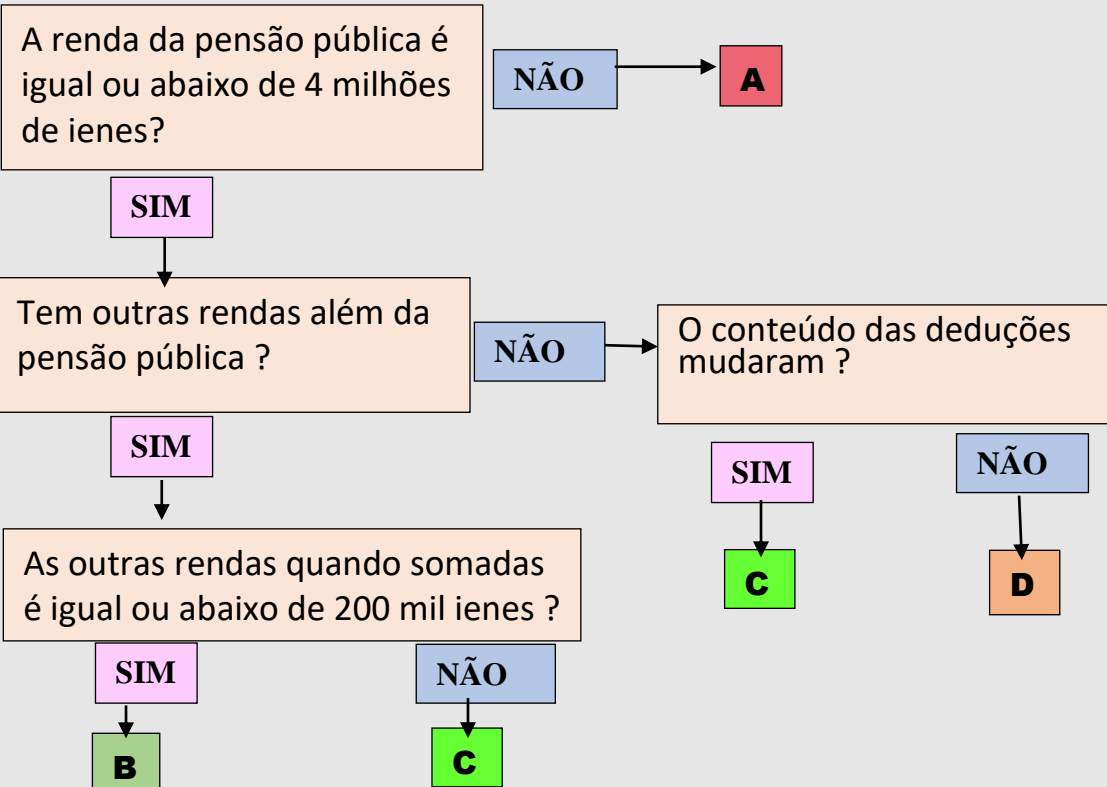 A renda da pensão pública é
igual ou abaixo de 4 milhões
de ienes?
NÃO
A
SIM
Tem outras rendas além da
pensão pública ?
NÃO
O conteúdo das deduções
mudaram ?
SIM
SIM
NÃO
C
D
As outras rendas quando somadas
é igual ou abaixo de 200 mil ienes ?
SIM
NÃO
B
C